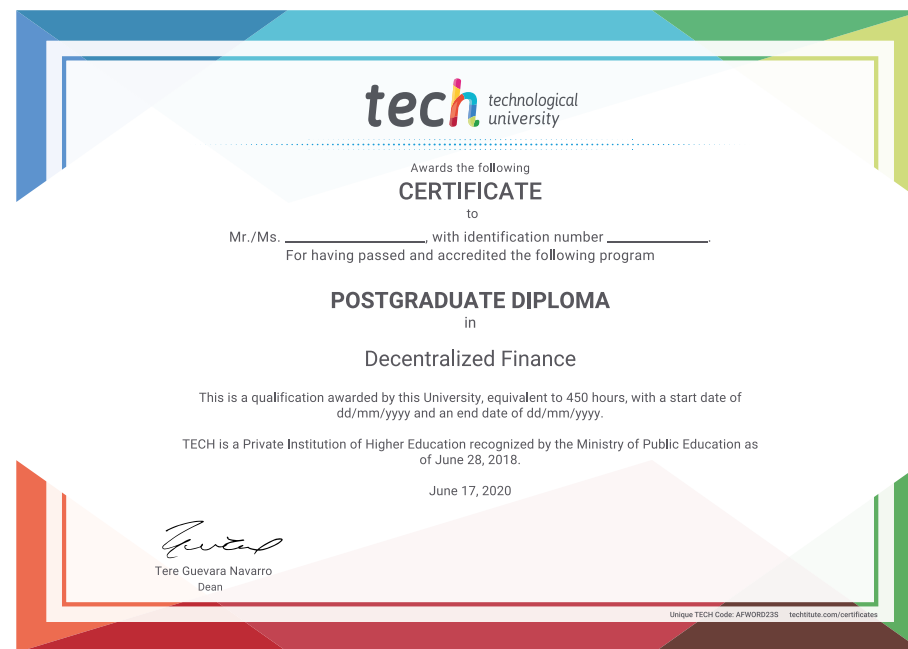 tech technological
university
Awards the following
CERTIFICATE
to
Mr./Ms. ____________, with identification number ____________.
For having passed and accredited the following program
POSTGRADUATE DIPLOMA
in
Decentralized Finance
This is a qualification awarded by this University, equivalent to 450 hours, with a start date of
dd/mm/yyyy and an end date of dd/mm/yyyy.
TECH is a Private Institution of Higher Education recognized by the Ministry of Public Education as
of June 28, 2018.
June 17, 2020
Tere Guevara Navarro
Dean
Unique TECH Code: AFWORD23S techtitute.com/certificates